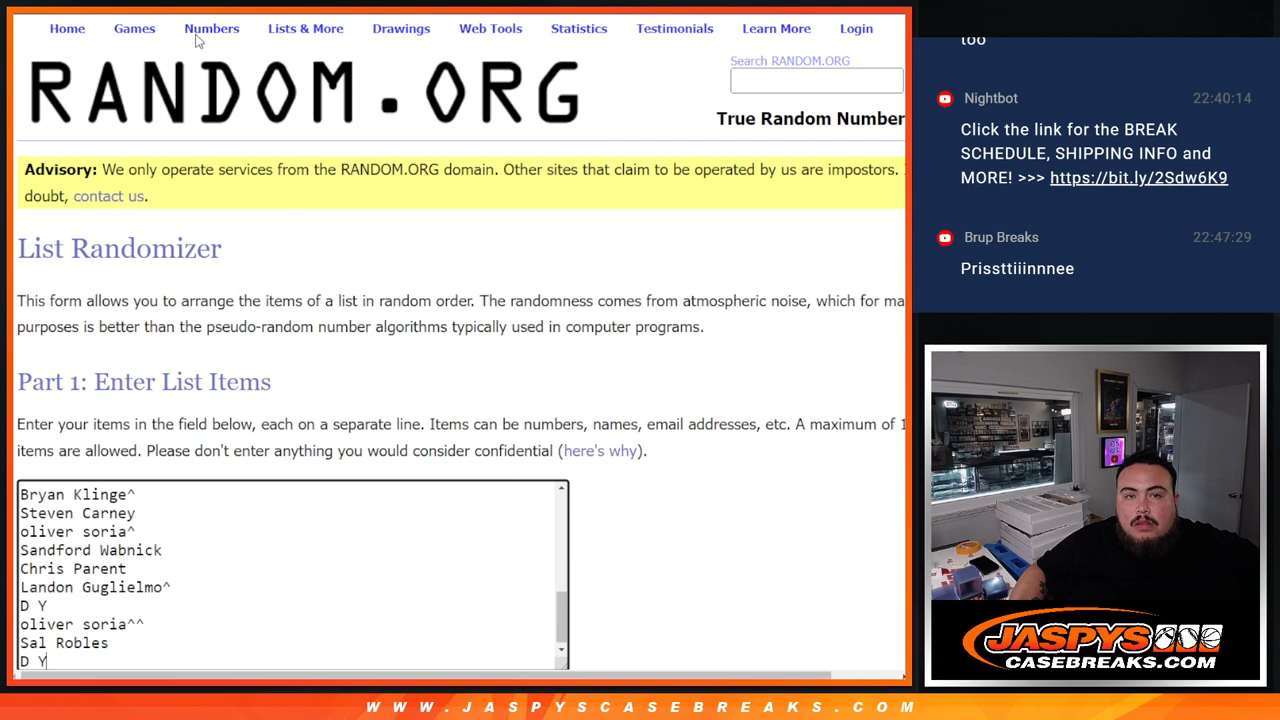 Home Games Numbers Lists & More Drawings Web Tools Statistics Testimonials Learn More Login
Search RANDOM.ORG
RANDOM.ORG
True Random Number
Advisory: We only operate services from the RANDOM.ORG domain. Other sites that claim to be operated by us are impostors.
doubt, contact us.
List Randomizer
This form allows you to arrange the items of a list in random order. The randomness comes from atmospheric noise, which for ma
purposes is better than the pseudo-random number algorithms typically used in computer programs.
Part 1: Enter List Items
Enter your items in the field below, each on a separate line. Items can be numbers, names, email addresses, etc. A maximum of 1
items are allowed. Please don't enter anything you would consider confidential (here's why).
Bryan Klinge^
Steven Carney
oliver soria^
Sandford Wabnick
Chris Parent
Landon Guglielmo^
D Y
oliver soria^^
Sal Robles
D Y
too
Nightbot 22:40:14
Click the link for the BREAK
SCHEDULE, SHIPPING INFO and
MORE! >>> https://bit.ly/2Sdw6K9
Brup Breaks 22:47:29
Prissttiiinnnee
JASPYS
CASEBREAKS.COM
WWW.JASPYSCASEBREAKS.COM